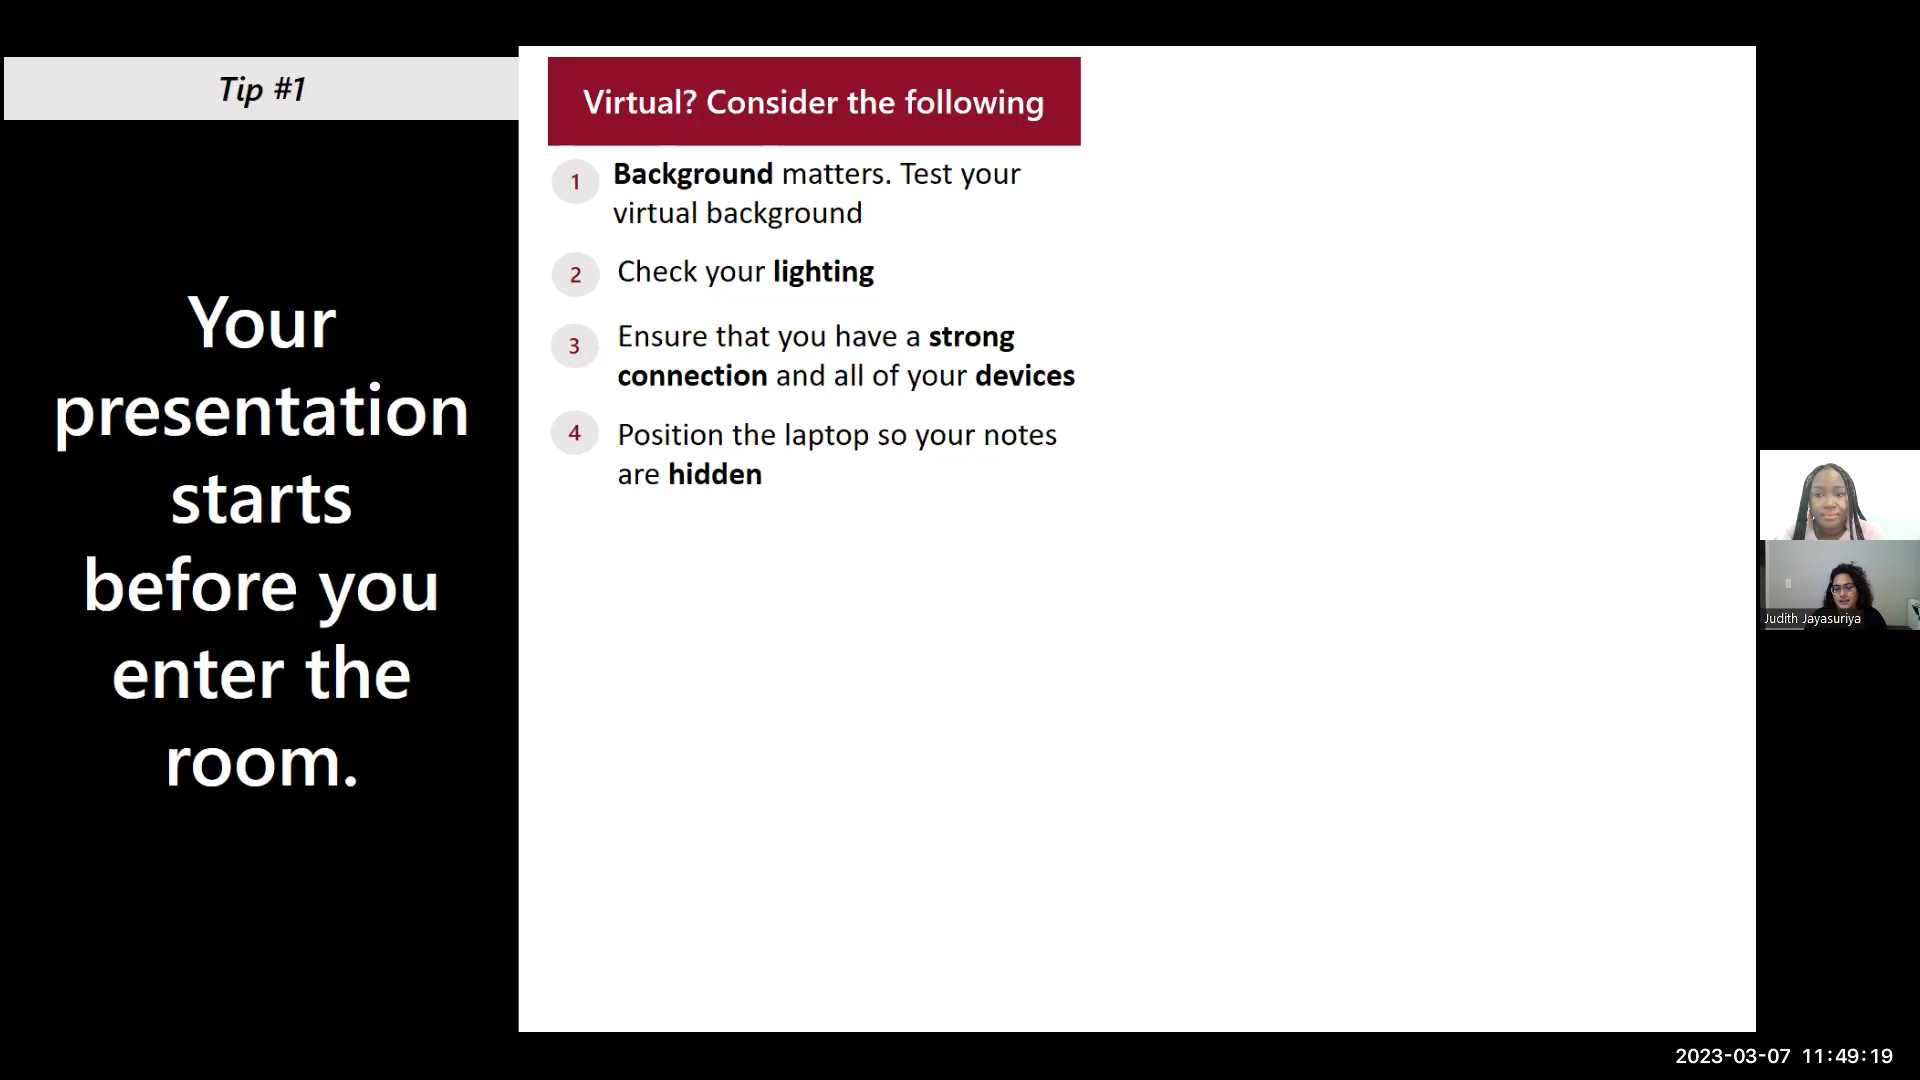 Tip #1
Your
presentation
starts
before you
enter the
room.
Virtual? Consider the following
1 Background matters. Test your
virtual background
2 Check your lighting
3 Ensure that you have a strong
connection and all of your devices
4 Position the laptop so your notes
are hidden
Judith Jayasuriya
2023-03-07 11:49:19